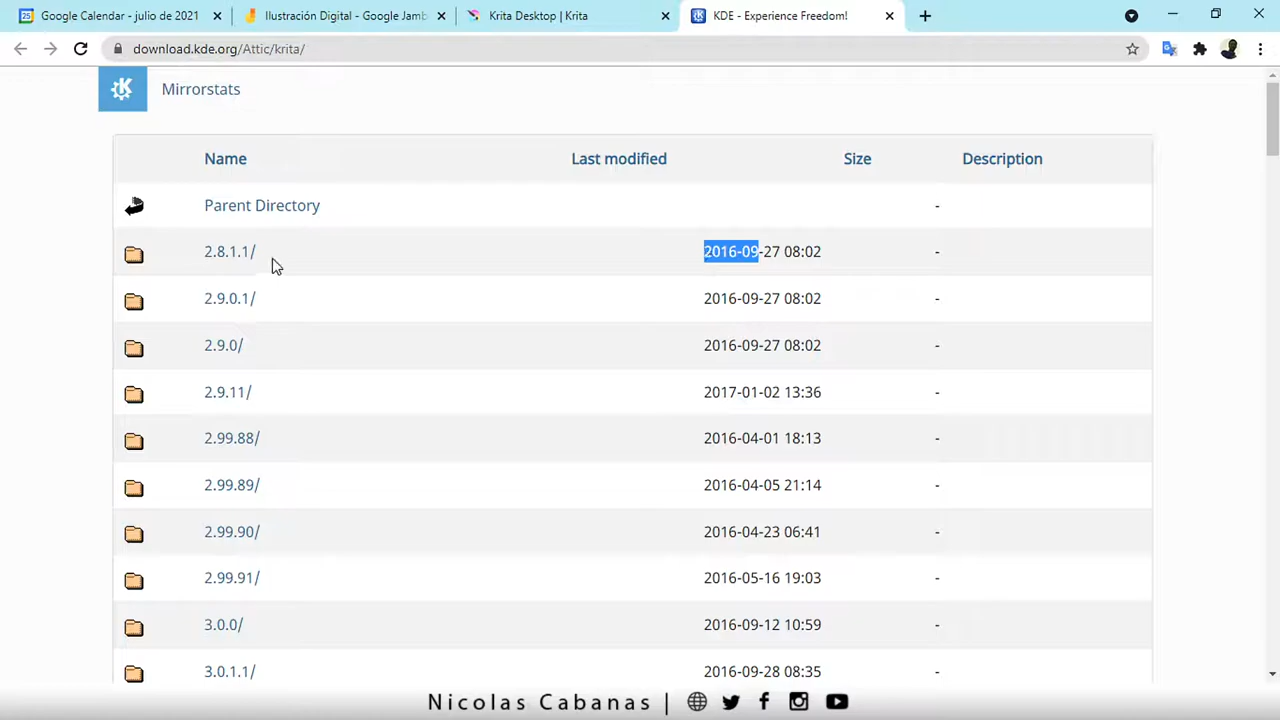 Google Calendar - julio de 2021
Ilustración Digital - Google Jamb
Krita Desktop | Krita
KDE - Experience Freedom!
download.kde.org/Attic/krita/
Mirrorstats
Name Last modified Size Description
Parent Directory -
2.8.1.1/ 2016-09-27 08:02 -
2.9.0.1/ 2016-09-27 08:02 -
2.9.0/ 2016-09-27 08:02 -
2.9.11/ 2017-01-02 13:36 -
2.99.88/ 2016-04-01 18:13 -
2.99.89/ 2016-04-05 21:14 -
2.99.90/ 2016-04-23 06:41 -
2.99.91/ 2016-05-16 19:03 -
3.0.0/ 2016-09-12 10:59 -
3.0.1.1/ 2016-09-28 08:35 -
Nicolas Cabanas |